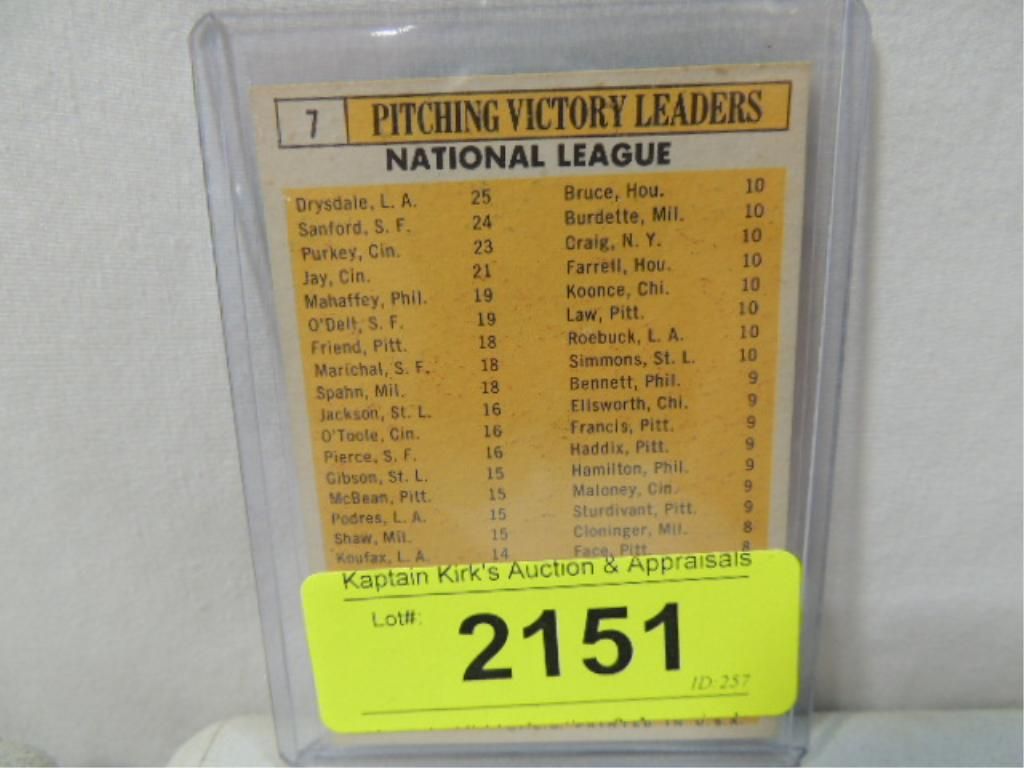 7 PITCHING VICTORY LEADERS
NATIONAL LEAGUE
Drysdale, L. A. 25
Sanford, S. F. 24
Purkey, Cin. 23
Jay, Cin. 21
Mahaffey, Phil. 19
O'Dell, S. F. 19
Friend, Pitt. 18
Marichal, S. F. 18
Spahn, Mil. 18
Jackson, St. L. 16
O'Toole, Cin. 16
Pierce, S. F. 16
Gibson, St. L. 15
McBean, Pitt. 15
Podres, L. A. 15
Shaw, Mil. 15
Koufax, L. A. 14
Bruce, Hou. 10
Burdette, Mil. 10
Craig, N. Y. 10
Farrell, Hou. 10
Koonce, Chi. 10
Law, Pitt. 10
Roebuck, L. A. 10
Simmons, St. L. 10
Bennett, Phil. 9
Ellsworth, Chi. 9
Francis, Pitt. 9
Haddix, Pitt. 9
Hamilton, Phil. 9
Maloney, Cin. 9
Sturdivant, Pitt. 9
Cloninger, Mil. 8
Face, Pitt. 8
Kaptain Kirk's Auction & Appraisals
Lot#: 2151
ID:257
PRINTED IN U.S.A.